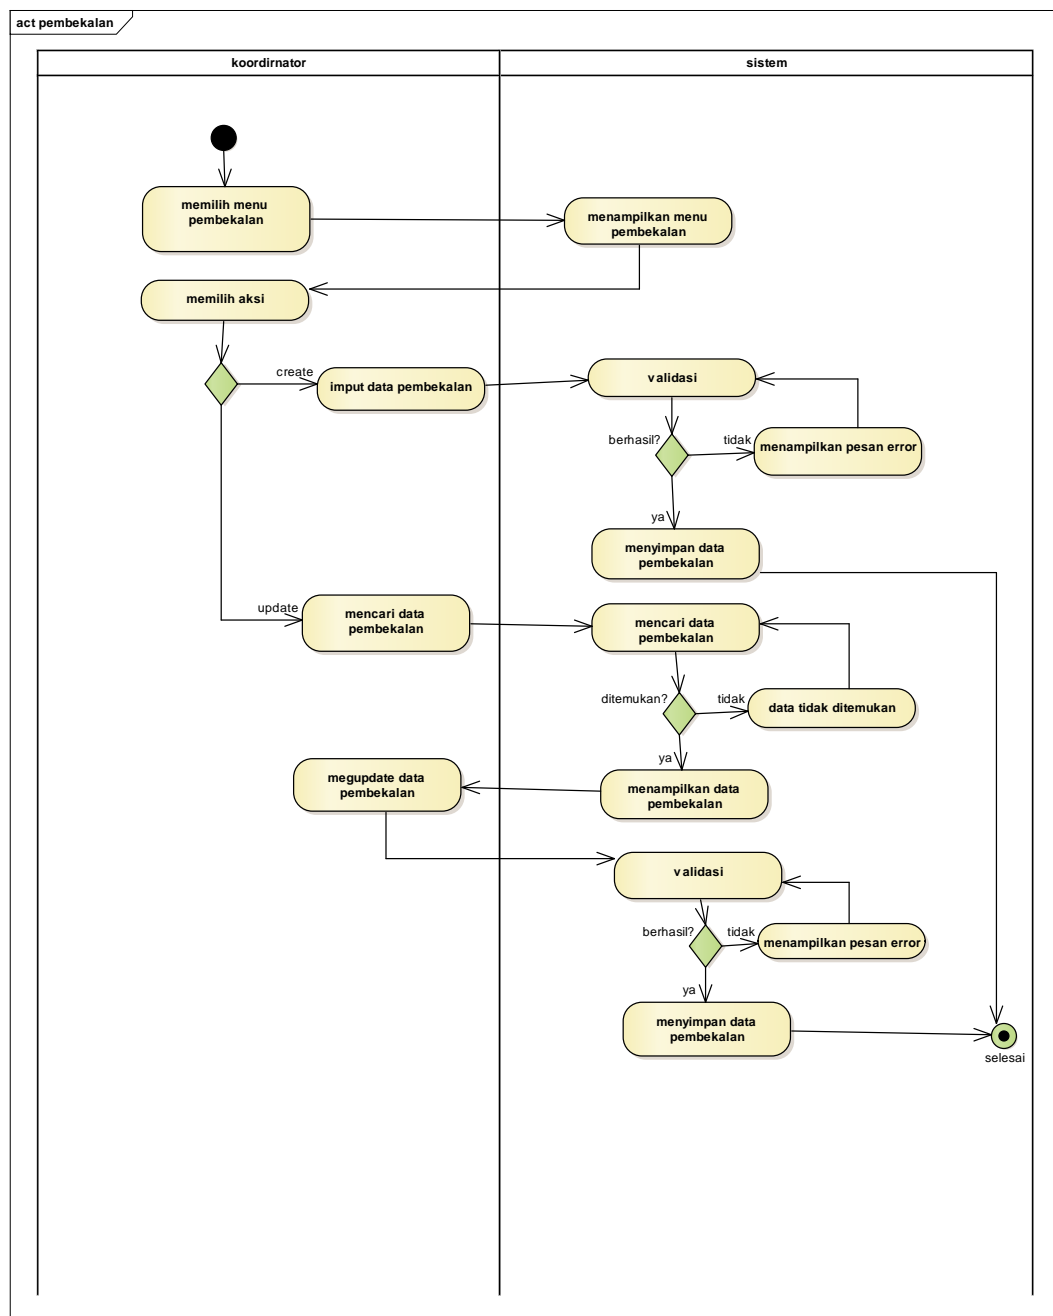 act pembekalan
koordirnator
sistem
memilih menu
pembekalan
menampilkan menu
pembekalan
memilih aksi
create
imput data pembekalan
validasi
berhasil?
tidak
menampilkan pesan error
ya
menyimpan data
pembekalan
update
mencari data
pembekalan
mencari data
pembekalan
ditemukan?
tidak
data tidak ditemukan
ya
megupdate data
pembekalan
menampilkan data
pembekalan
validasi
berhasil?
tidak
menampilkan pesan error
ya
menyimpan data
pembekalan
selesai